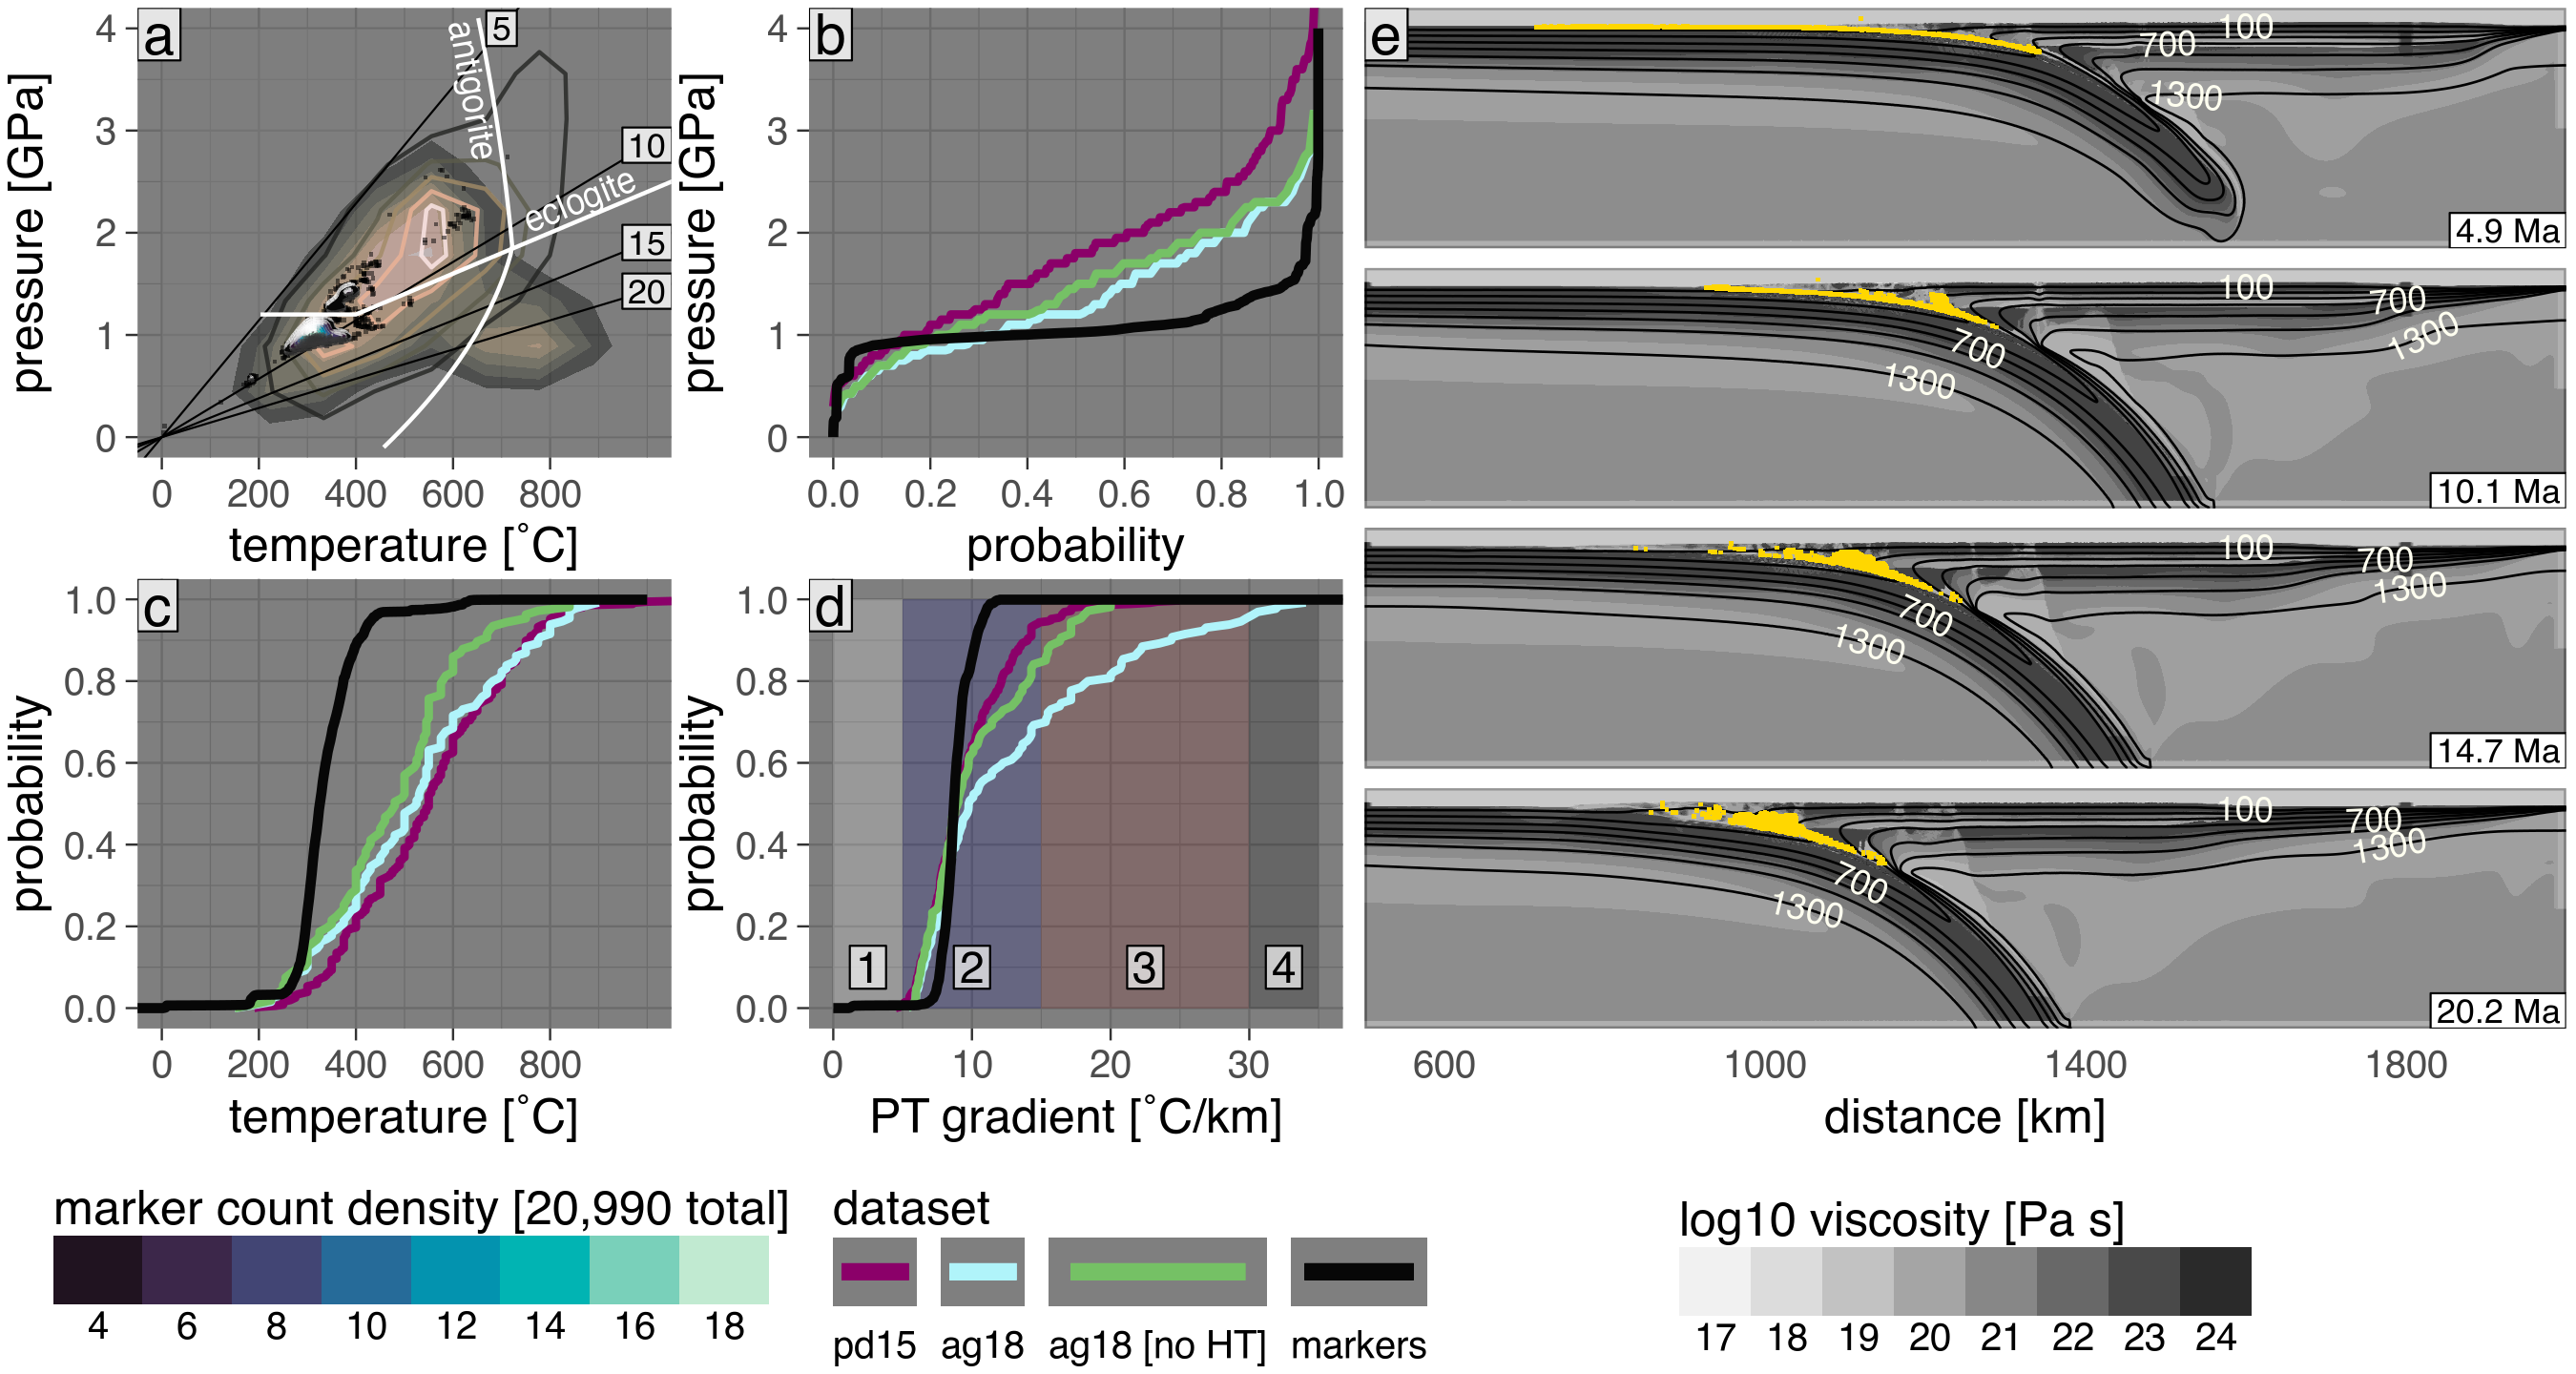 a
5
10
15
20
antigorite
eclogite
pressure [GPa]
4
3
2
1
0
0 200 400 600 800
temperature [˚C]
b
pressure [GPa]
4
3
2
1
0
0.0 0.2 0.4 0.6 0.8 1.0
probability
c
probability
1.0
0.8
0.6
0.4
0.2
0.0
0 200 400 600 800
temperature [˚C]
d
probability
1.0
0.8
0.6
0.4
0.2
0.0
1 2 3 4
0 10 20 30
PT gradient [˚C/km]
e
100
700
1300
4.9 Ma
100
700
1300
700
1300
10.1 Ma
100
700
1300
700
1300
14.7 Ma
100
700
1300
700
1300
20.2 Ma
600 1000 1400 1800
distance [km]
marker count density [20,990 total]
4 6 8 10 12 14 16 18
dataset
pd15 ag18 ag18 [no HT] markers
log10 viscosity [Pa s]
17 18 19 20 21 22 23 24